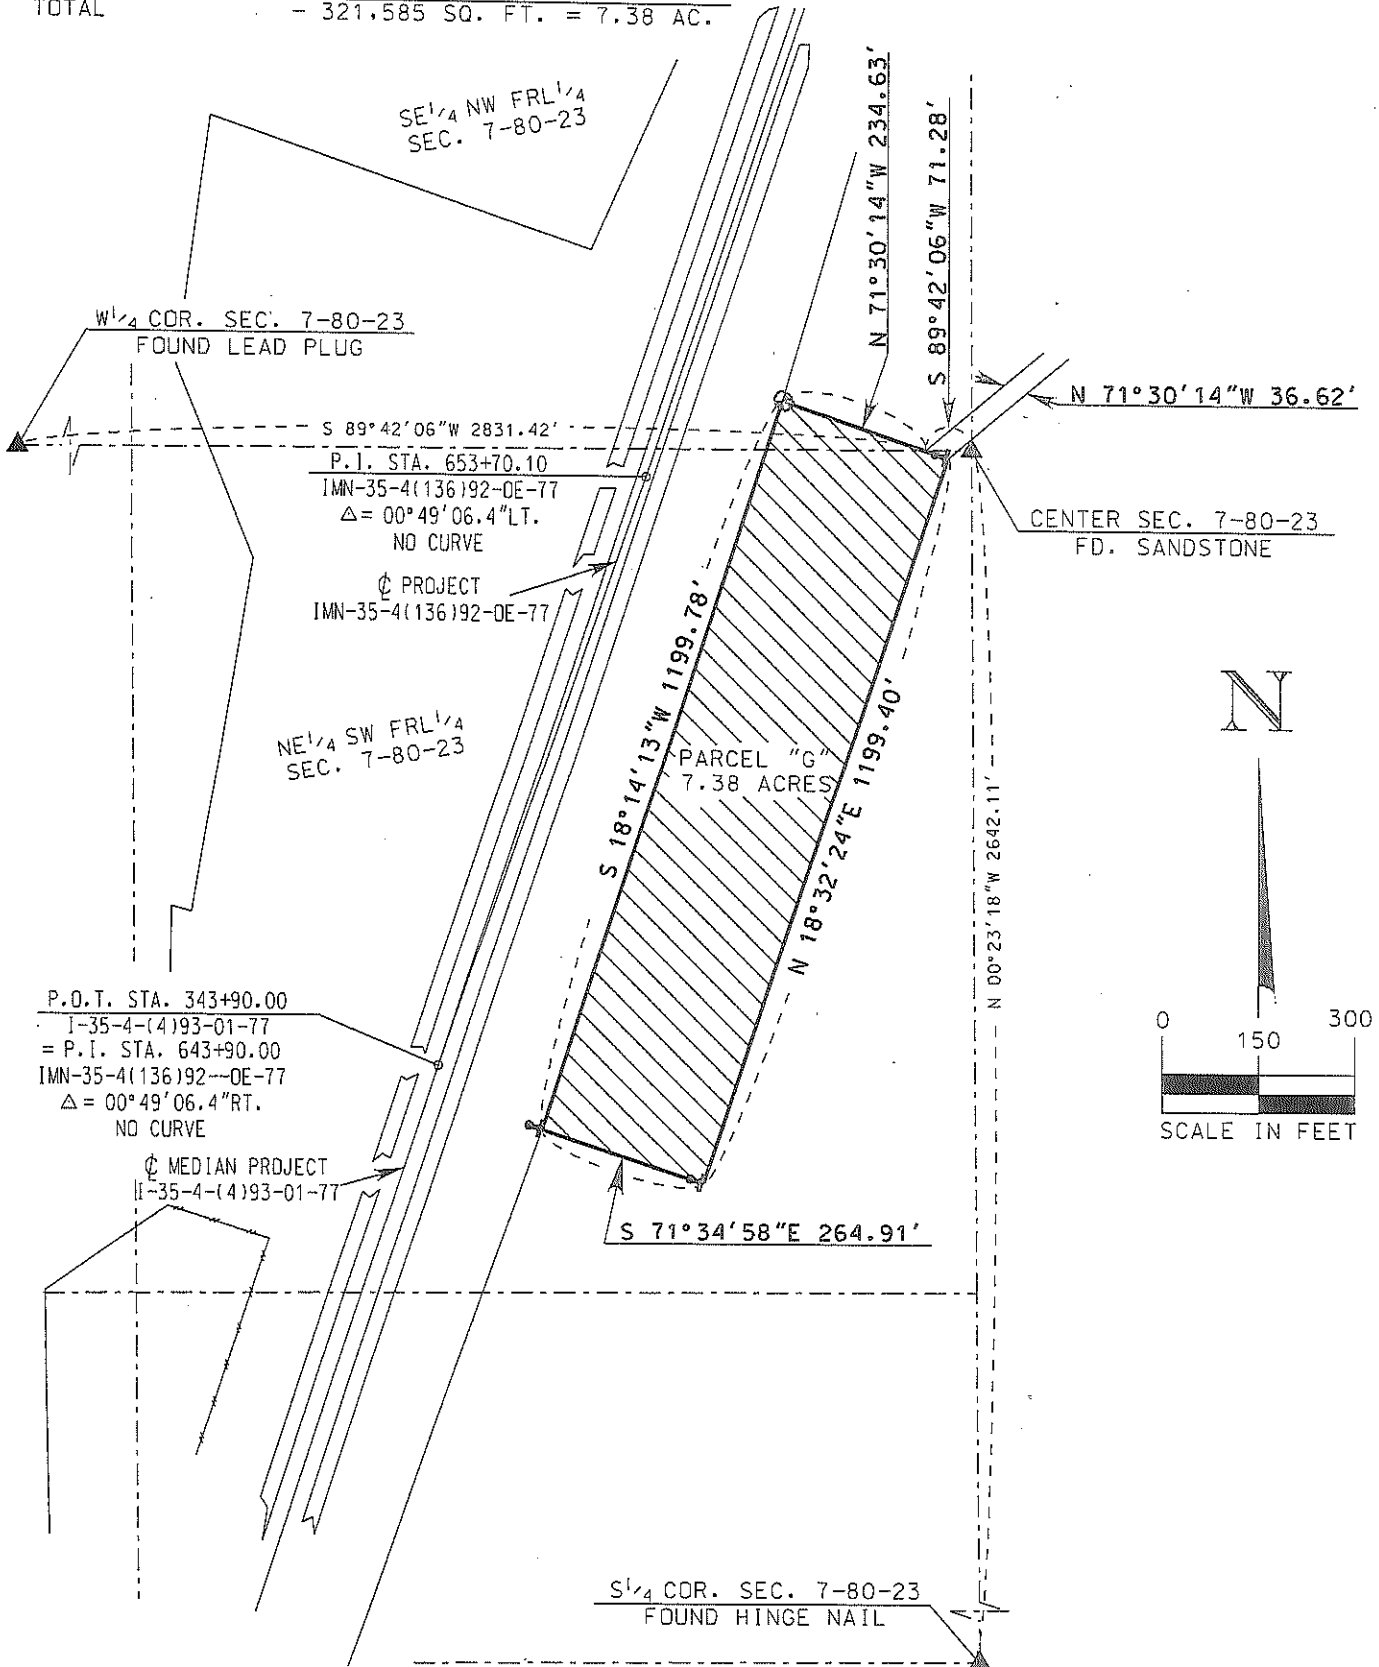 TOTAL - 321,585 SQ. FT. = 7.38 AC.
SE1/4 NW FRL1/4
SEC. 7-80-23
N 71°30'14"W 234.63'
S 89°42'06"W 71.28'
W1/4 COR. SEC. 7-80-23
FOUND LEAD PLUG
N 71°30'14"W 36.62'
S 89°42'06"W 2831.42'
P.I. STA. 653+70.10
IMN-35-4(136)92-0E-77
△= 00°49'06.4"LT.
NO CURVE
CENTER SEC. 7-80-23
FD. SANDSTONE
℄ PROJECT
IMN-35-4(136)92-0E-77
S 18°14'13"W 1199.78'
N 18°32'24"E 1199.40'
N
NE1/4 SW FRL1/4
SEC. 7-80-23
PARCEL "G"
7.38 ACRES
N 00°23'18"W 2642.11'
P.O.T. STA. 343+90.00
I-35-4-(4)93-01-77
= P.I. STA. 643+90.00
IMN-35-4(136)92--0E-77
△= 00°49'06.4"RT.
NO CURVE
0 150 300
SCALE IN FEET
℄ MEDIAN PROJECT
I-35-4-(4)93-01-77
S 71°34'58"E 264.91'
S1/4 COR. SEC. 7-80-23
FOUND HINGE NAIL